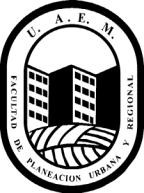 U. A. E. M.
FACULTAD DE PLANEACION URBANA Y REGIONAL